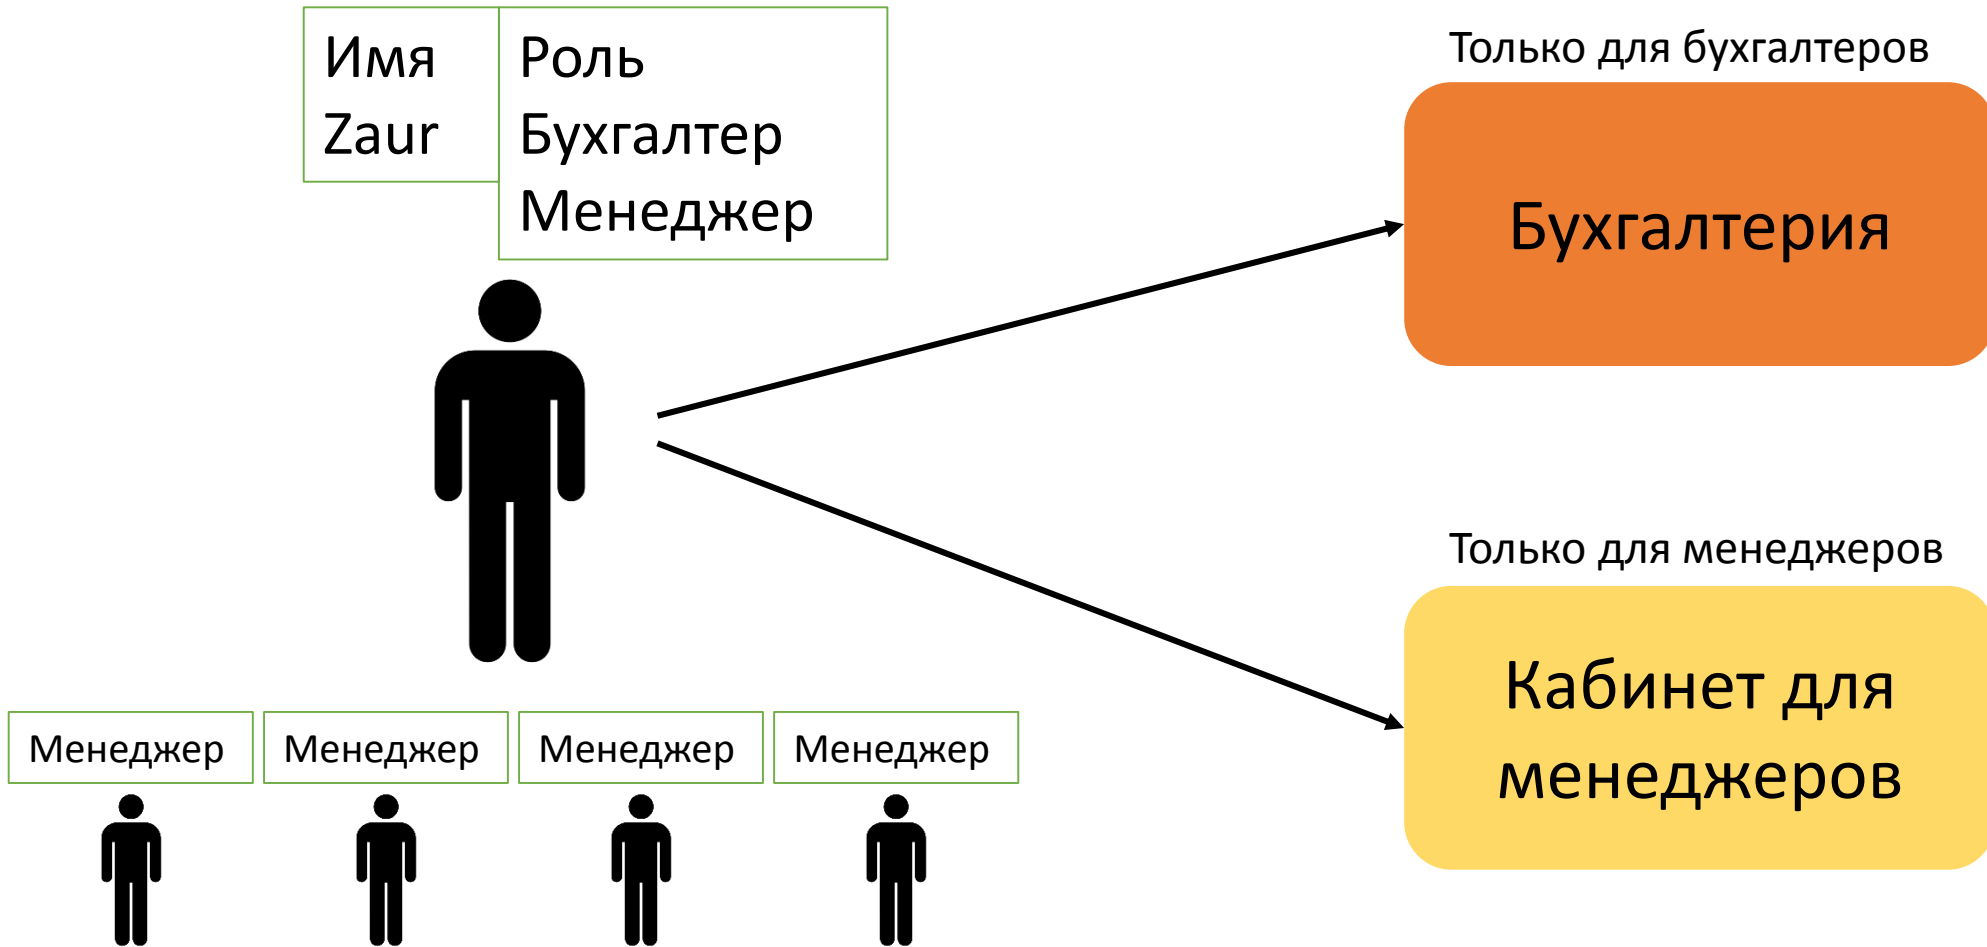 Имя
Zaur
Роль
Бухгалтер
Менеджер
Только для бухгалтеров
Бухгалтерия
Только для менеджеров
Кабинет для
менеджеров
Менеджер
Менеджер
Менеджер
Менеджер